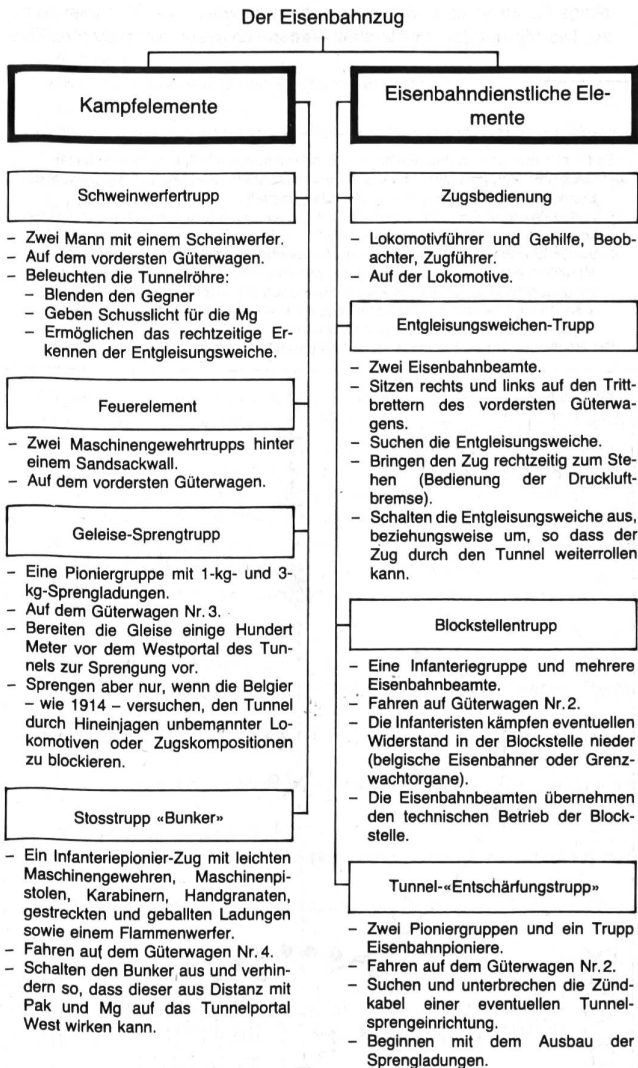 Der Eisenbahnzug
Kampfelemente
Schweinwerfertrupp
– Zwei Mann mit einem Scheinwerfer.
– Auf dem vordersten Güterwagen.
– Beleuchten die Tunnelröhre:
– Blenden den Gegner
– Geben Schusslicht für die Mg
– Ermöglichen das rechtzeitige Er-
kennen der Entgleisungsweiche.
Feuerelement
– Zwei Maschinengewehrtrupps hinter
einem Sandsackwall.
– Auf dem vordersten Güterwagen.
Geleise-Sprengtrupp
– Eine Pioniergruppe mit 1-kg- und 3-
kg-Sprengladungen.
– Auf dem Güterwagen Nr. 3.
– Bereiten die Gleise einige Hundert
Meter vor dem Westportal des Tun-
nels zur Sprengung vor.
– Sprengen aber nur, wenn die Belgier
– wie 1914 – versuchen, den Tunnel
durch Hineinjagen unbemannter Lo-
komotiven oder Zugskompositionen
zu blockieren.
Stosstrupp «Bunker»
– Ein Infanteriepionier-Zug mit leichten
Maschinengewehren, Maschinenpi-
stolen, Karabinern, Handgranaten,
gestreckten und geballten Ladungen
sowie einem Flammenwerfer.
– Fahren auf dem Güterwagen Nr. 4.
– Schalten den Bunker aus und verhin-
dern so, dass dieser aus Distanz mit
Pak und Mg auf das Tunnelportal
West wirken kann.
Eisenbahndienstliche Ele-
mente
Zugsbedienung
– Lokomotivführer und Gehilfe, Beob-
achter, Zugführer.
– Auf der Lokomotive.
Entgleisungsweichen-Trupp
– Zwei Eisenbahnbeamte.
– Sitzen rechts und links auf den Tritt-
brettern des vordersten Güterwa-
gens.
– Suchen die Entgleisungsweiche.
– Bringen den Zug rechtzeitig zum Ste-
hen (Bedienung der Druckluft-
bremse).
– Schalten die Entgleisungsweiche aus,
beziehungsweise um, so dass der
Zug durch den Tunnel weiterrollen
kann.
Blockstellentrupp
– Eine Infanteriegruppe und mehrere
Eisenbahnbeamte.
– Fahren auf Güterwagen Nr. 2.
– Die Infanteristen kämpfen eventuellen
Widerstand in der Blockstelle nieder
(belgische Eisenbahner oder Grenz-
wachtorgane).
– Die Eisenbahnbeamten übernehmen
den technischen Betrieb der Block-
stelle.
Tunnel-«Entschärfungstrupp»
– Zwei Pioniergruppen und ein Trupp
Eisenbahnpioniere.
– Fahren auf dem Güterwagen Nr. 2.
– Suchen und unterbrechen die Zünd-
kabel einer eventuellen Tunnel-
sprengeinrichtung.
– Beginnen mit dem Ausbau der
Sprengladungen.